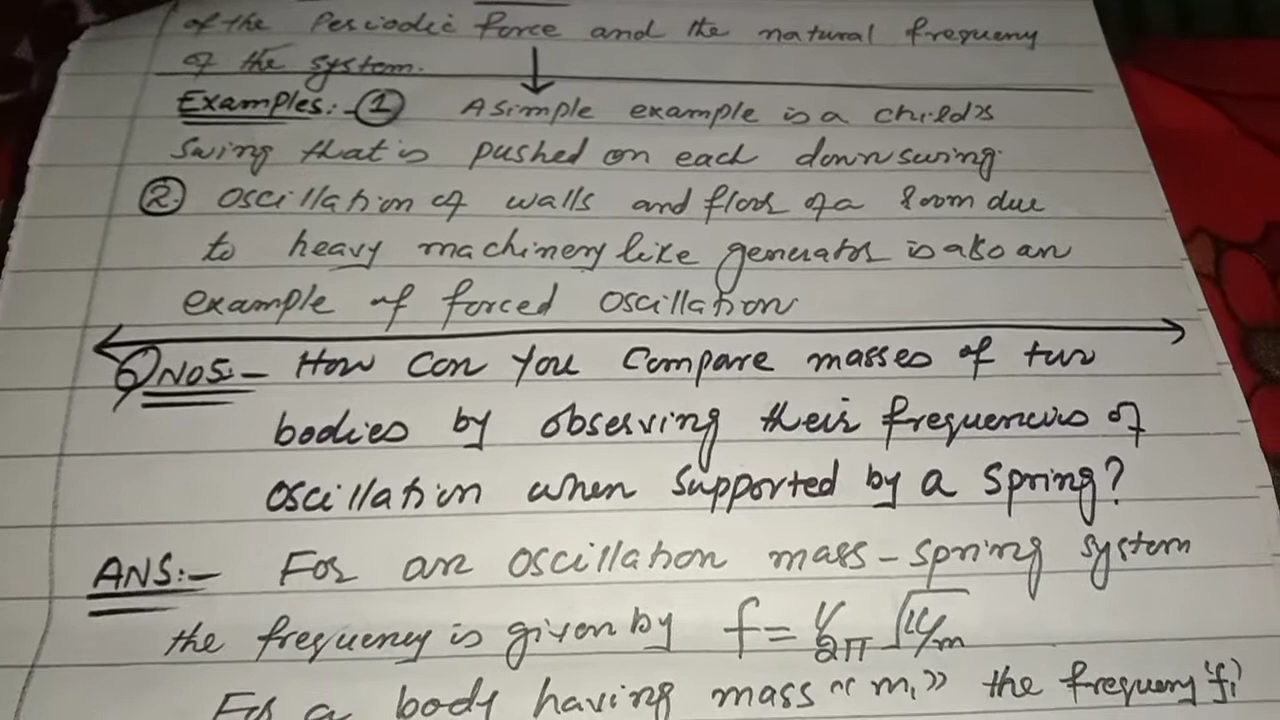 of the Periodic force and the natural frequency
of the system.
Examples:- ① A simple example is a child's
swing that is pushed on each downswing.
② Oscillation of walls and floor of a room due
to heavy machinery like generator is also an
example of forced oscillation
QNO5:- How can you compare masses of two
bodies by observing their frequencies of
oscillation when supported by a spring?
ANS:- For an oscillation mass-spring system
the frequency is given by f = 1/2π √k/m
For a body having mass "m₁" the frequency 'f₁'